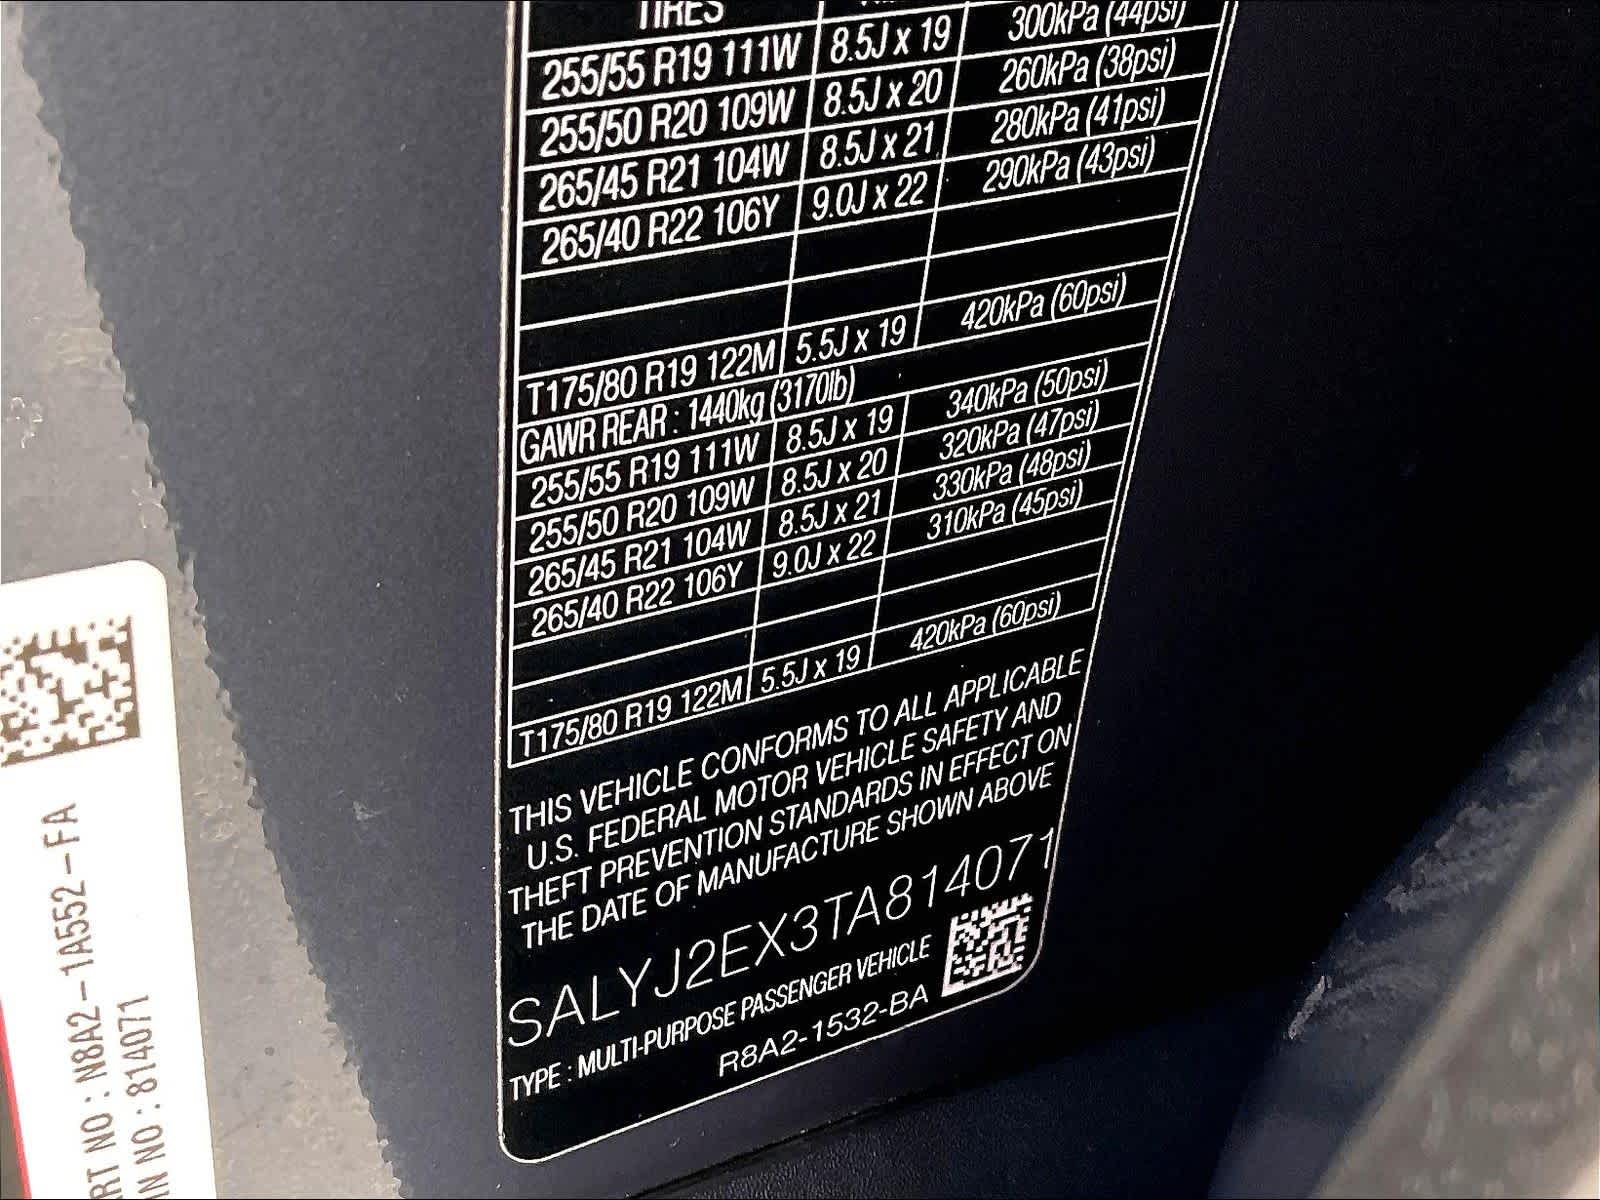 TIRES
255/55 R19 111W 8.5J x 19 300kPa (44psi)
255/50 R20 109W 8.5J x 20 260kPa (38psi)
265/45 R21 104W 8.5J x 21 280kPa (41psi)
265/40 R22 106Y 9.0J x 22 290kPa (43psi)
T175/80 R19 122M 5.5J x 19 420kPa (60psi)
GAWR REAR : 1440kg (3170lb)
255/55 R19 111W 8.5J x 19 340kPa (50psi)
255/50 R20 109W 8.5J x 20 320kPa (47psi)
265/45 R21 104W 8.5J x 21 330kPa (48psi)
265/40 R22 106Y 9.0J x 22 310kPa (45psi)
T175/80 R19 122M 5.5J x 19 420kPa (60psi)
THIS VEHICLE CONFORMS TO ALL APPLICABLE
U.S. FEDERAL MOTOR VEHICLE SAFETY AND
THEFT PREVENTION STANDARDS IN EFFECT ON
THE DATE OF MANUFACTURE SHOWN ABOVE
SALYJ2EX3TA814071
TYPE : MULTI-PURPOSE PASSENGER VEHICLE
R8A2-1532-BA
RT NO : N8A2-1A552-FA
IN NO : 814071